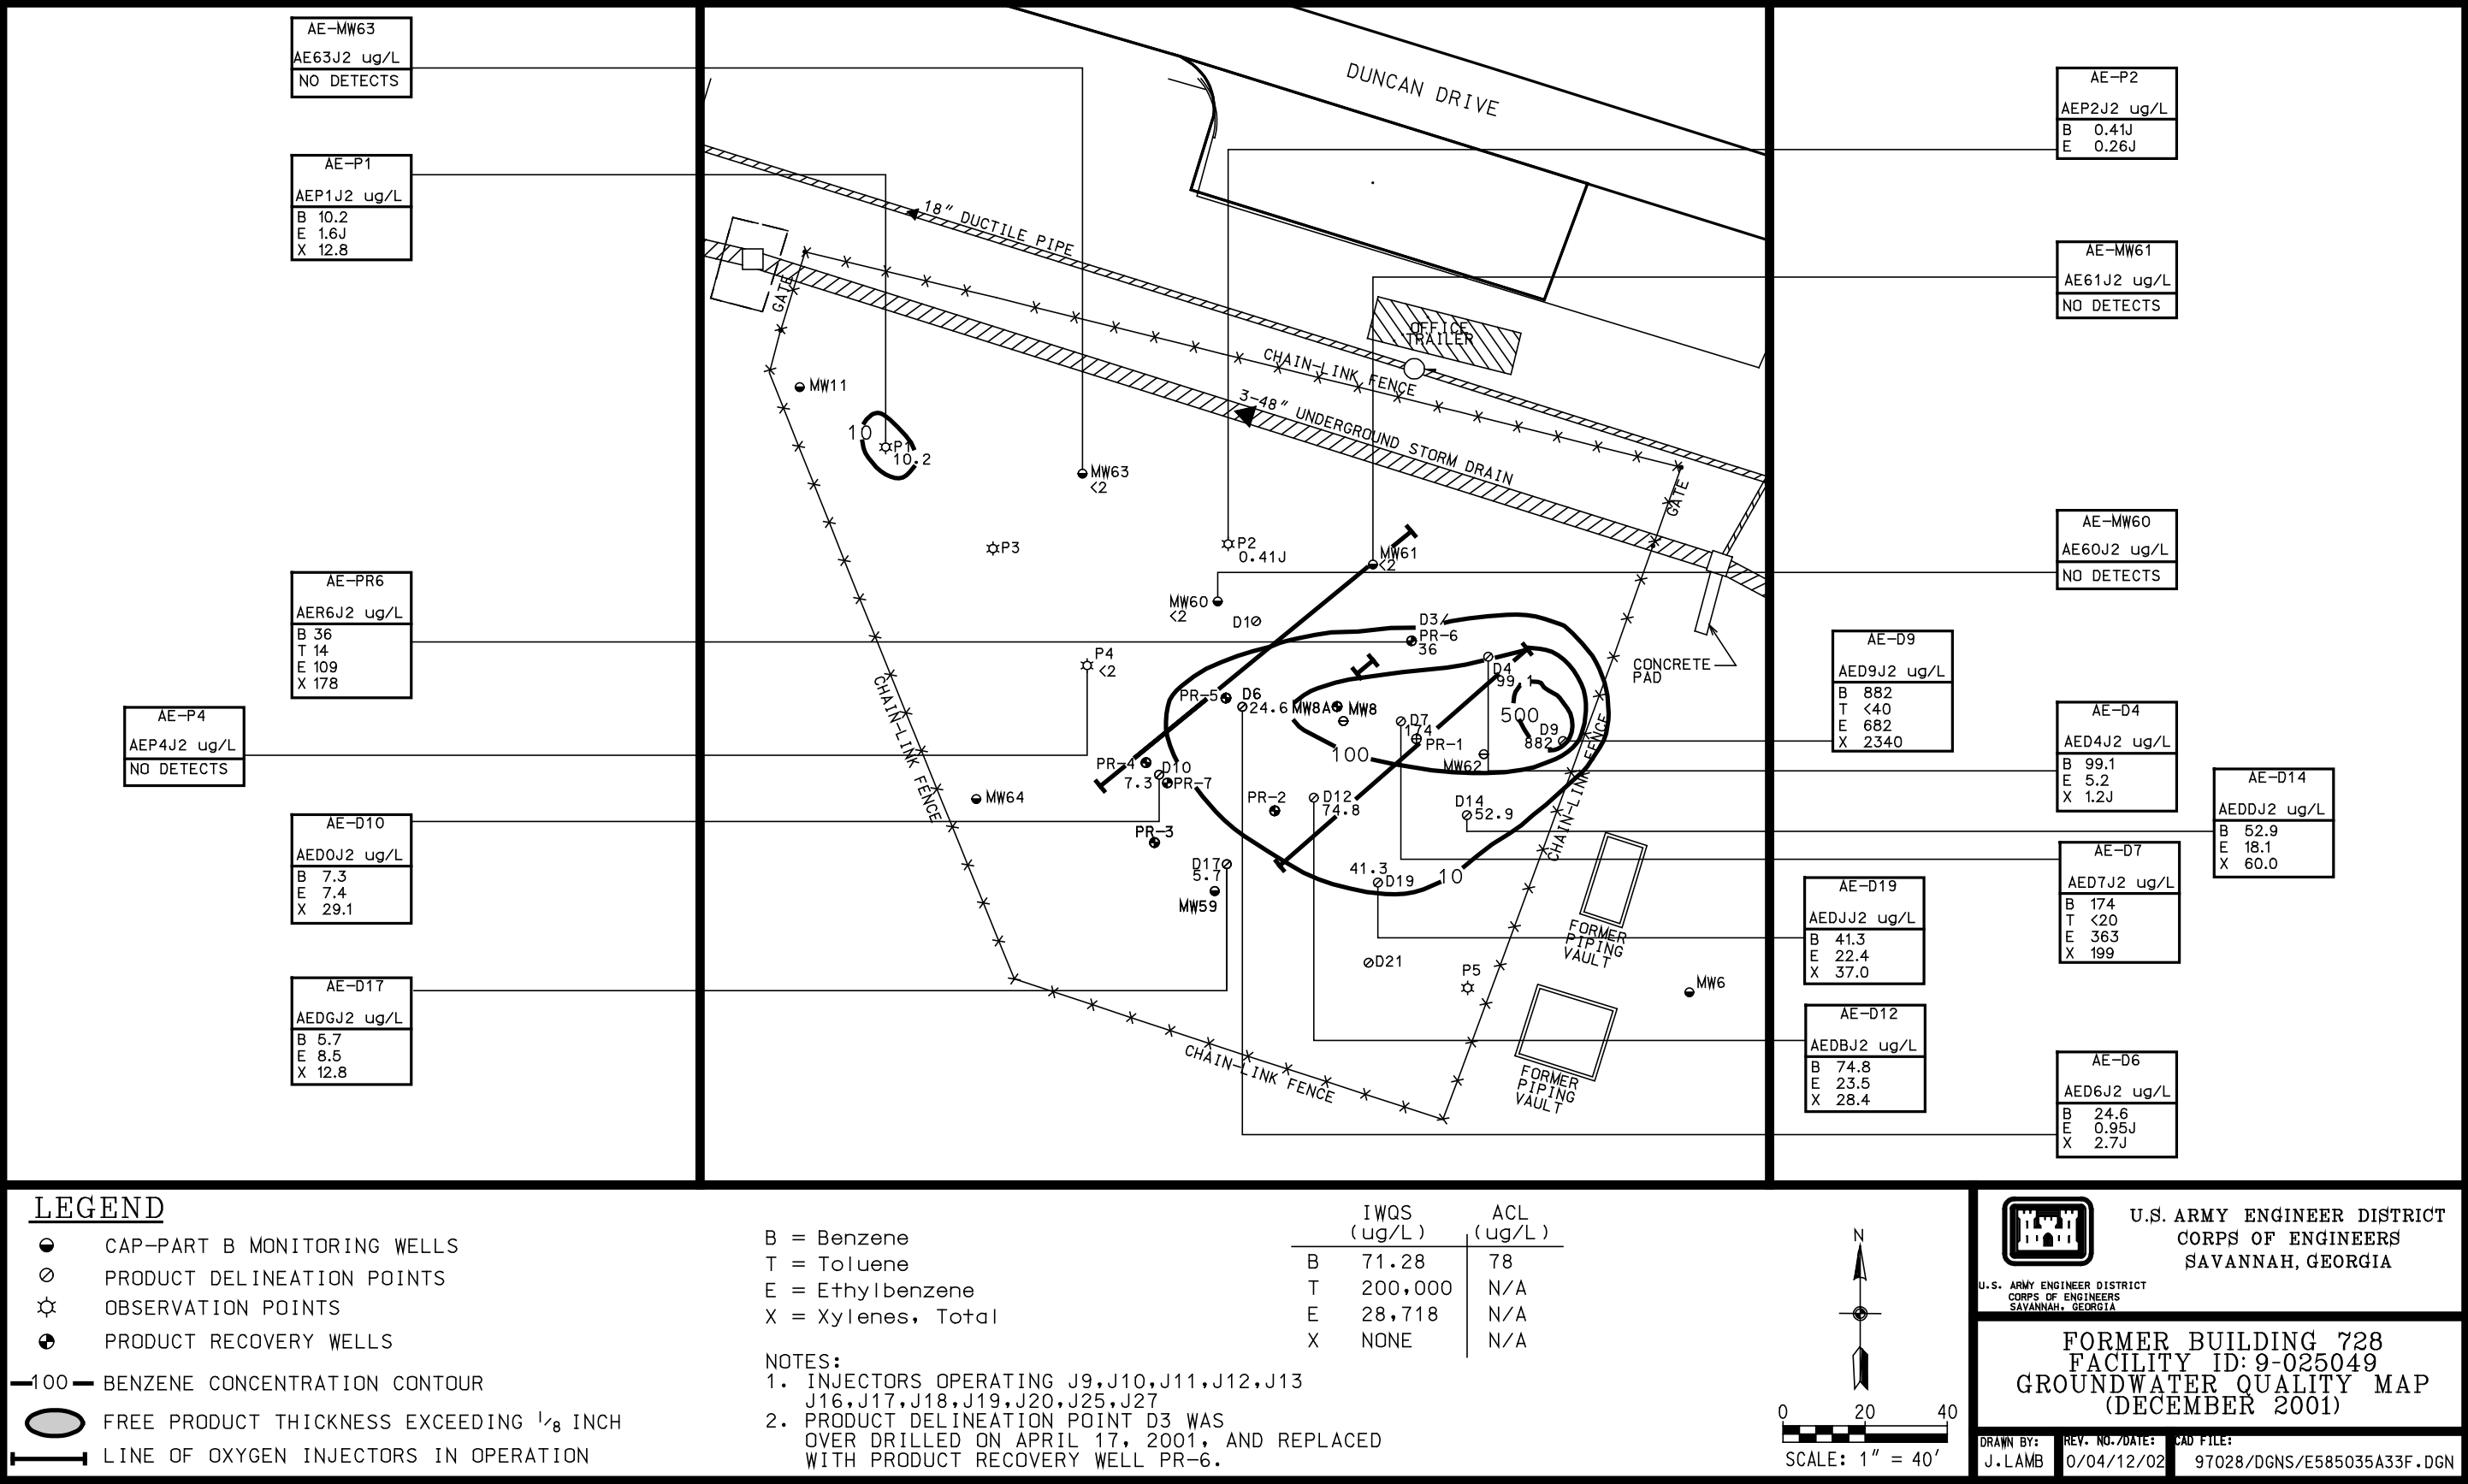 AE-MW63
AE63J2 ug/L
NO DETECTS
AE-P1
AEP1J2 ug/L
B 10.2
E 1.6J
X 12.8
AE-PR6
AER6J2 ug/L
B 36
T 14
E 109
X 178
AE-P4
AEP4J2 ug/L
NO DETECTS
AE-D10
AED0J2 ug/L
B 7.3
E 7.4
X 29.1
AE-D17
AEDGJ2 ug/L
B 5.7
E 8.5
X 12.8
DUNCAN DRIVE
18" DUCTILE PIPE
GATE
OFFICE
TRAILER
CHAIN-LINK FENCE
3-48" UNDERGROUND STORM DRAIN
MW11
10
P1
10.2
MW63
<2
GATE
P3
P2
0.41J
MW61
<2
MW60
<2
D10
D3/
PR-6
36
P4
<2
CONCRETE
PAD
D4
99.1
CHAIN-LINK FENCE
PR-5
D6
24.6
MW8A
MW8
D7
174
500
D9
882
PR-1
100
MW62
PR-4
D10
7.3
PR-7
MW64
PR-2
D12
74.8
D14
52.9
CHAIN-LINK FENCE
PR-3
D17
5.7
41.3
D19
10
MW59
FORMER
PIPING
VAULT
D21
P5
MW6
CHAIN-LINK FENCE
FORMER
PIPING
VAULT
AE-P2
AEP2J2 ug/L
B 0.41J
E 0.26J
AE-MW61
AE61J2 ug/L
NO DETECTS
AE-MW60
AE60J2 ug/L
NO DETECTS
AE-D9
AED9J2 ug/L
B 882
T <40
E 682
X 2340
AE-D4
AED4J2 ug/L
B 99.1
E 5.2
X 1.2J
AE-D14
AEDDJ2 ug/L
B 52.9
E 18.1
X 60.0
AE-D7
AED7J2 ug/L
B 174
T <20
E 363
X 199
AE-D19
AEDJJ2 ug/L
B 41.3
E 22.4
X 37.0
AE-D12
AEDBJ2 ug/L
B 74.8
E 23.5
X 28.4
AE-D6
AED6J2 ug/L
B 24.6
E 0.95J
X 2.7J
LEGEND
CAP-PART B MONITORING WELLS
PRODUCT DELINEATION POINTS
OBSERVATION POINTS
PRODUCT RECOVERY WELLS
100 BENZENE CONCENTRATION CONTOUR
FREE PRODUCT THICKNESS EXCEEDING 1/8 INCH
LINE OF OXYGEN INJECTORS IN OPERATION
B = Benzene
T = Toluene
E = Ethylbenzene
X = Xylenes, Total
IWQS ACL
(ug/L) (ug/L)
B 71.28 78
T 200,000 N/A
E 28,718 N/A
X NONE N/A
NOTES:
1. INJECTORS OPERATING J9,J10,J11,J12,J13
J16,J17,J18,J19,J20,J25,J27
2. PRODUCT DELINEATION POINT D3 WAS
OVER DRILLED ON APRIL 17, 2001, AND REPLACED
WITH PRODUCT RECOVERY WELL PR-6.
N
0 20 40
SCALE: 1" = 40'
U.S. ARMY ENGINEER DISTRICT
CORPS OF ENGINEERS
SAVANNAH, GEORGIA
U.S. ARMY ENGINEER DISTRICT
CORPS OF ENGINEERS
SAVANNAH, GEORGIA
FORMER BUILDING 728
FACILITY ID: 9-025049
GROUNDWATER QUALITY MAP
(DECEMBER 2001)
DRAWN BY:
J.LAMB
REV. NO./DATE:
0/04/12/02
CAD FILE:
97028/DGNS/E585035A33F.DGN